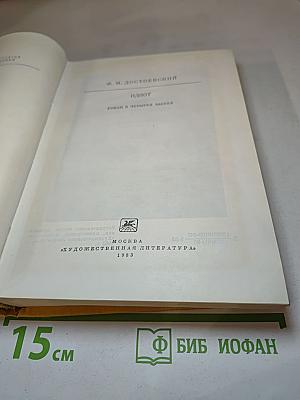 Ф. М. ДОСТОЕВСКИЙ
ИДИОТ
РОМАН В ЧЕТЫРЕХ ЧАСТЯХ
МОСКВА
«ХУДОЖЕСТВЕННАЯ ЛИТЕРАТУРА»
1983
15 см
Ф БИБ ИОФАН